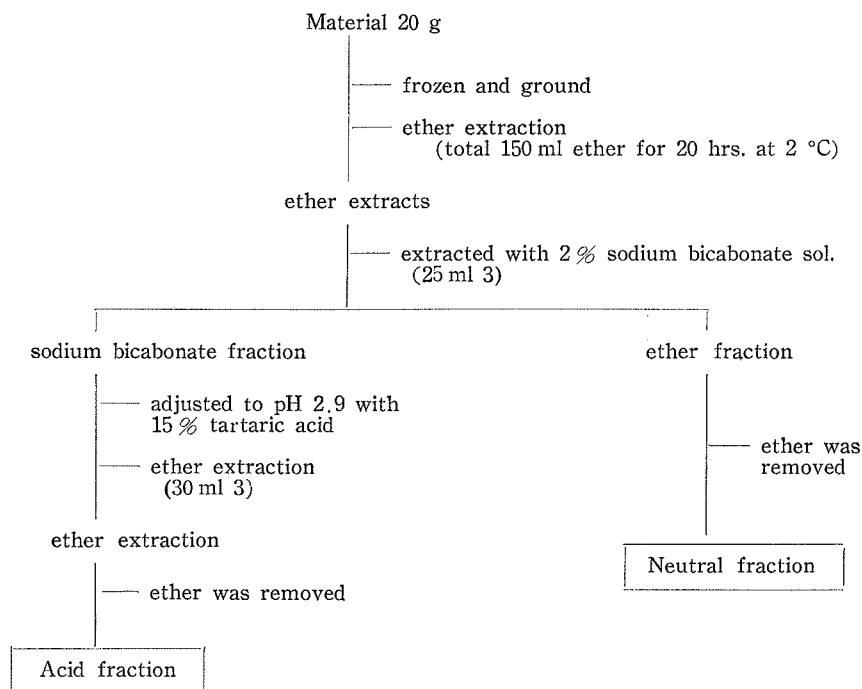 Material 20 g
frozen and ground
ether extraction
(total 150 ml ether for 20 hrs. at 2 °C)
ether extracts
extracted with 2% sodium bicabonate sol.
(25 ml 3)
sodium bicabonate fraction
adjusted to pH 2.9 with
15% tartaric acid
ether extraction
(30 ml 3)
ether extraction
ether was removed
Acid fraction
ether fraction
ether was
removed
Neutral fraction